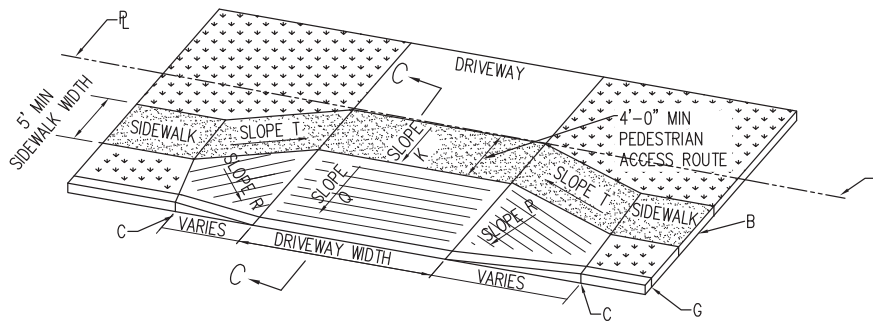 PL
DRIVEWAY
C
4'-0" MIN
PEDESTRIAN
ACCESS ROUTE
5' MIN
SIDEWALK WIDTH
SIDEWALK
SLOPE T
SLOPE
K
SLOPE R
SLOPE
Q
SLOPE R
SLOPE T
SIDEWALK
B
C
VARIES
DRIVEWAY WIDTH
VARIES
C
C
G